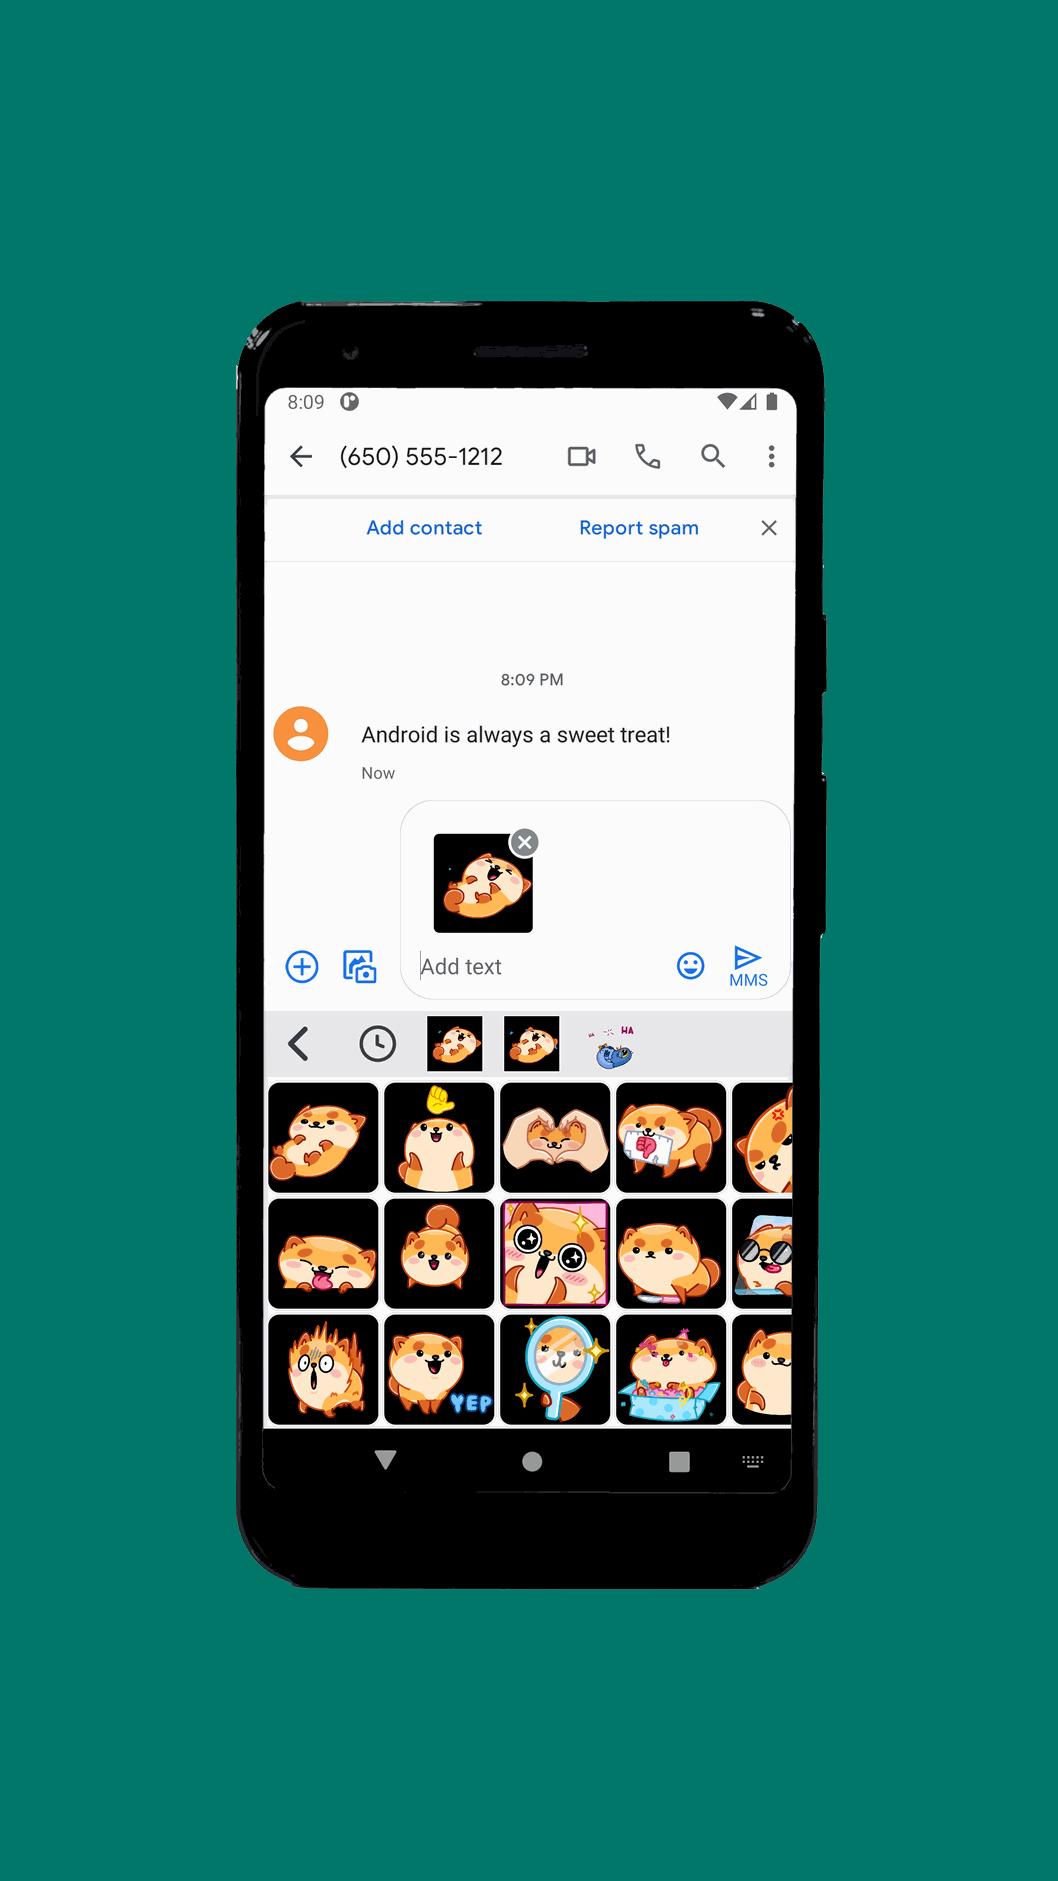 8:09
(650) 555-1212
Add contact Report spam
8:09 PM
Android is always a sweet treat!
Now
Add text
MMS
HA HA
YEP